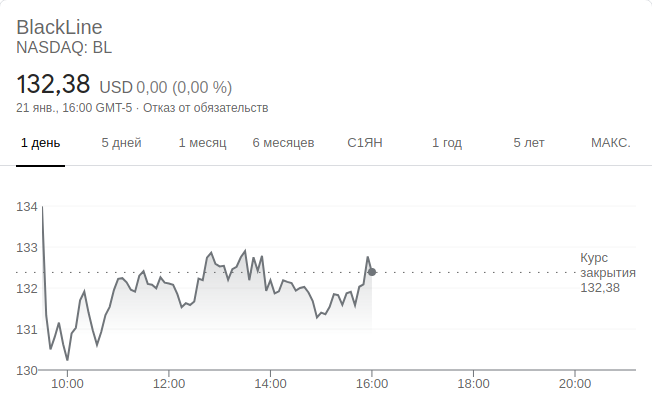 BlackLine
NASDAQ: BL
132,38 USD 0,00 (0,00 %)
21 янв., 16:00 GMT-5 · Отказ от обязательств
1 день 5 дней 1 месяц 6 месяцев С1ЯН 1 год 5 лет МАКС.
134
133
132
131
130
Курс
закрытия
132,38
10:00 12:00 14:00 16:00 18:00 20:00